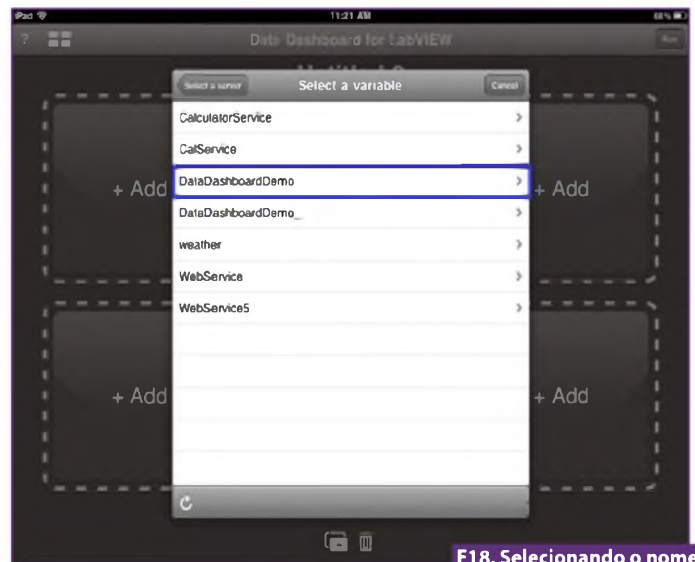 iPad 11:21 AM 88%
? Data Dashboard for LabVIEW
Select a server Select a variable Cancel
CalculatorService
CalService
DataDashboardDemo
DataDashboardDemo_
weather
WebService
WebService5
+ Add + Add
+ Add + Add
F18. Selecionando o nome